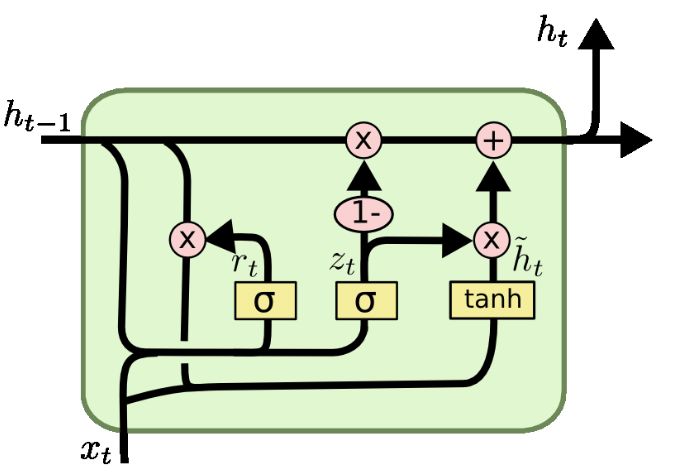 h_t
h_{t-1}
x +
1-
x r_t z_t x h̃_t
σ σ tanh
x_t